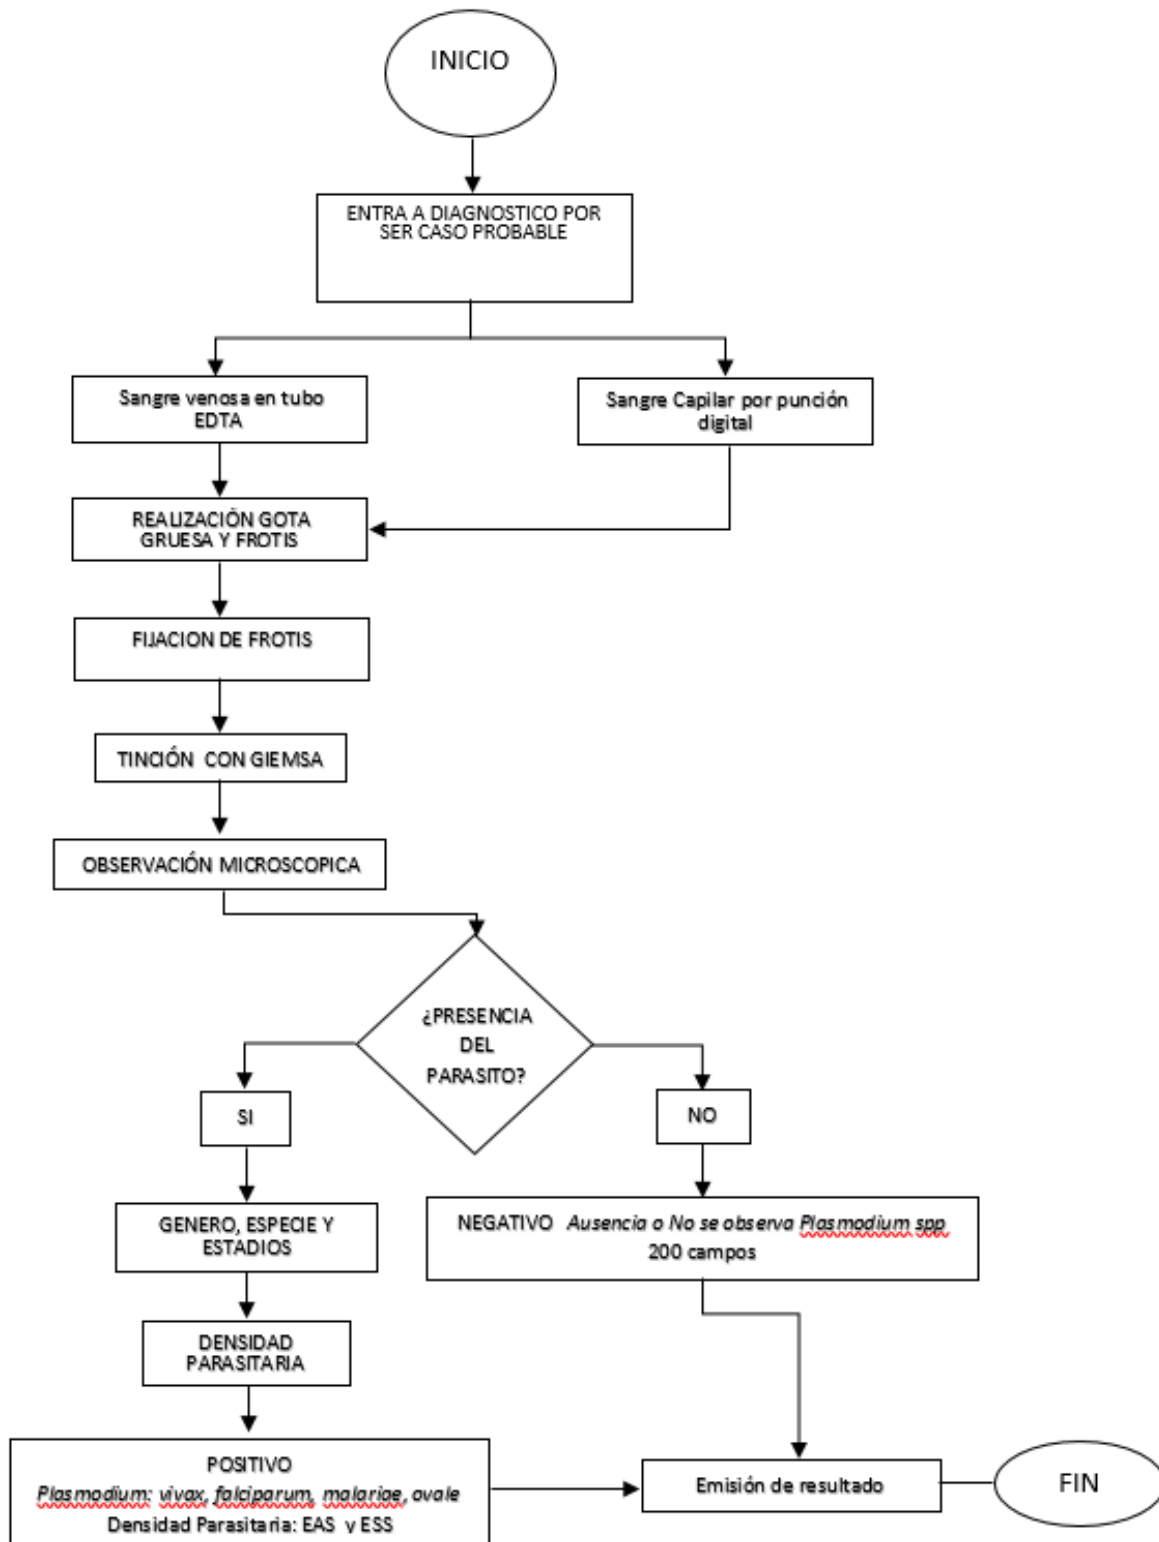 INICIO
ENTRA A DIAGNOSTICO POR
SER CASO PROBABLE
Sangre venosa en tubo
EDTA
Sangre Capilar por punción
digital
REALIZACIÓN GOTA
GRUESA Y FROTIS
FIJACION DE FROTIS
TINCIÓN CON GIEMSA
OBSERVACIÓN MICROSCOPICA
¿PRESENCIA
DEL
PARASITO?
SI
NO
GENERO, ESPECIE Y
ESTADIOS
NEGATIVO Ausencia o No se observa Plasmodium spp
200 campos
DENSIDAD
PARASITARIA
POSITIVO
Plasmodium: vivax, falciparum, malariae, ovale
Densidad Parasitaria: EAS y ESS
Emisión de resultado
FIN